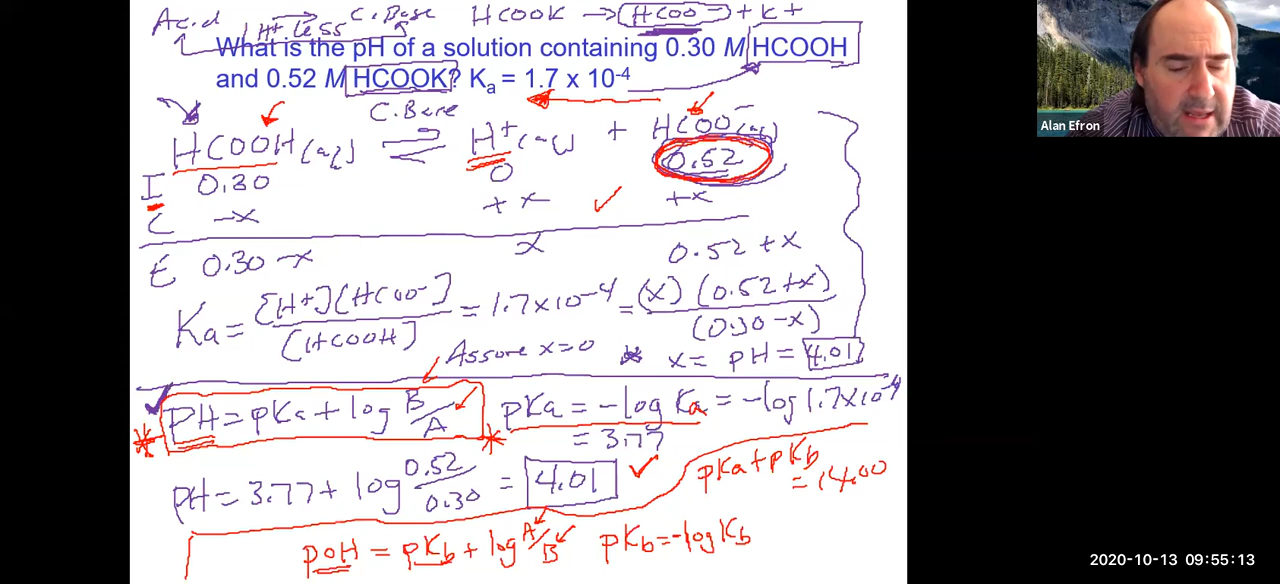 Acid H+ less C. Base HCOOK → HCOO⁻ + K+
What is the pH of a solution containing 0.30 M HCOOH
and 0.52 M HCOOK? Ka = 1.7 x 10-4
C. Base
HCOOH(aq) ⇌ H+(aq) + HCOO⁻(aq)
I 0.30 0 0.52
C -x +x +x
E 0.30-x x 0.52+x
Ka = [H+][HCOO-]/[HCOOH] = 1.7x10-4 = (x)(0.52+x)/(0.30-x)
Assume x=0 * x= pH = 4.01
* PH = pKa + log B/A * pKa = -log Ka = -log 1.7x10-4
= 3.77
pKa + pKb = 14.00
PH = 3.77 + log 0.52/0.30 = 4.01
pOH = pKb + log A/B pKb = -log Kb
Alan Efron
2020-10-13 09:55:13